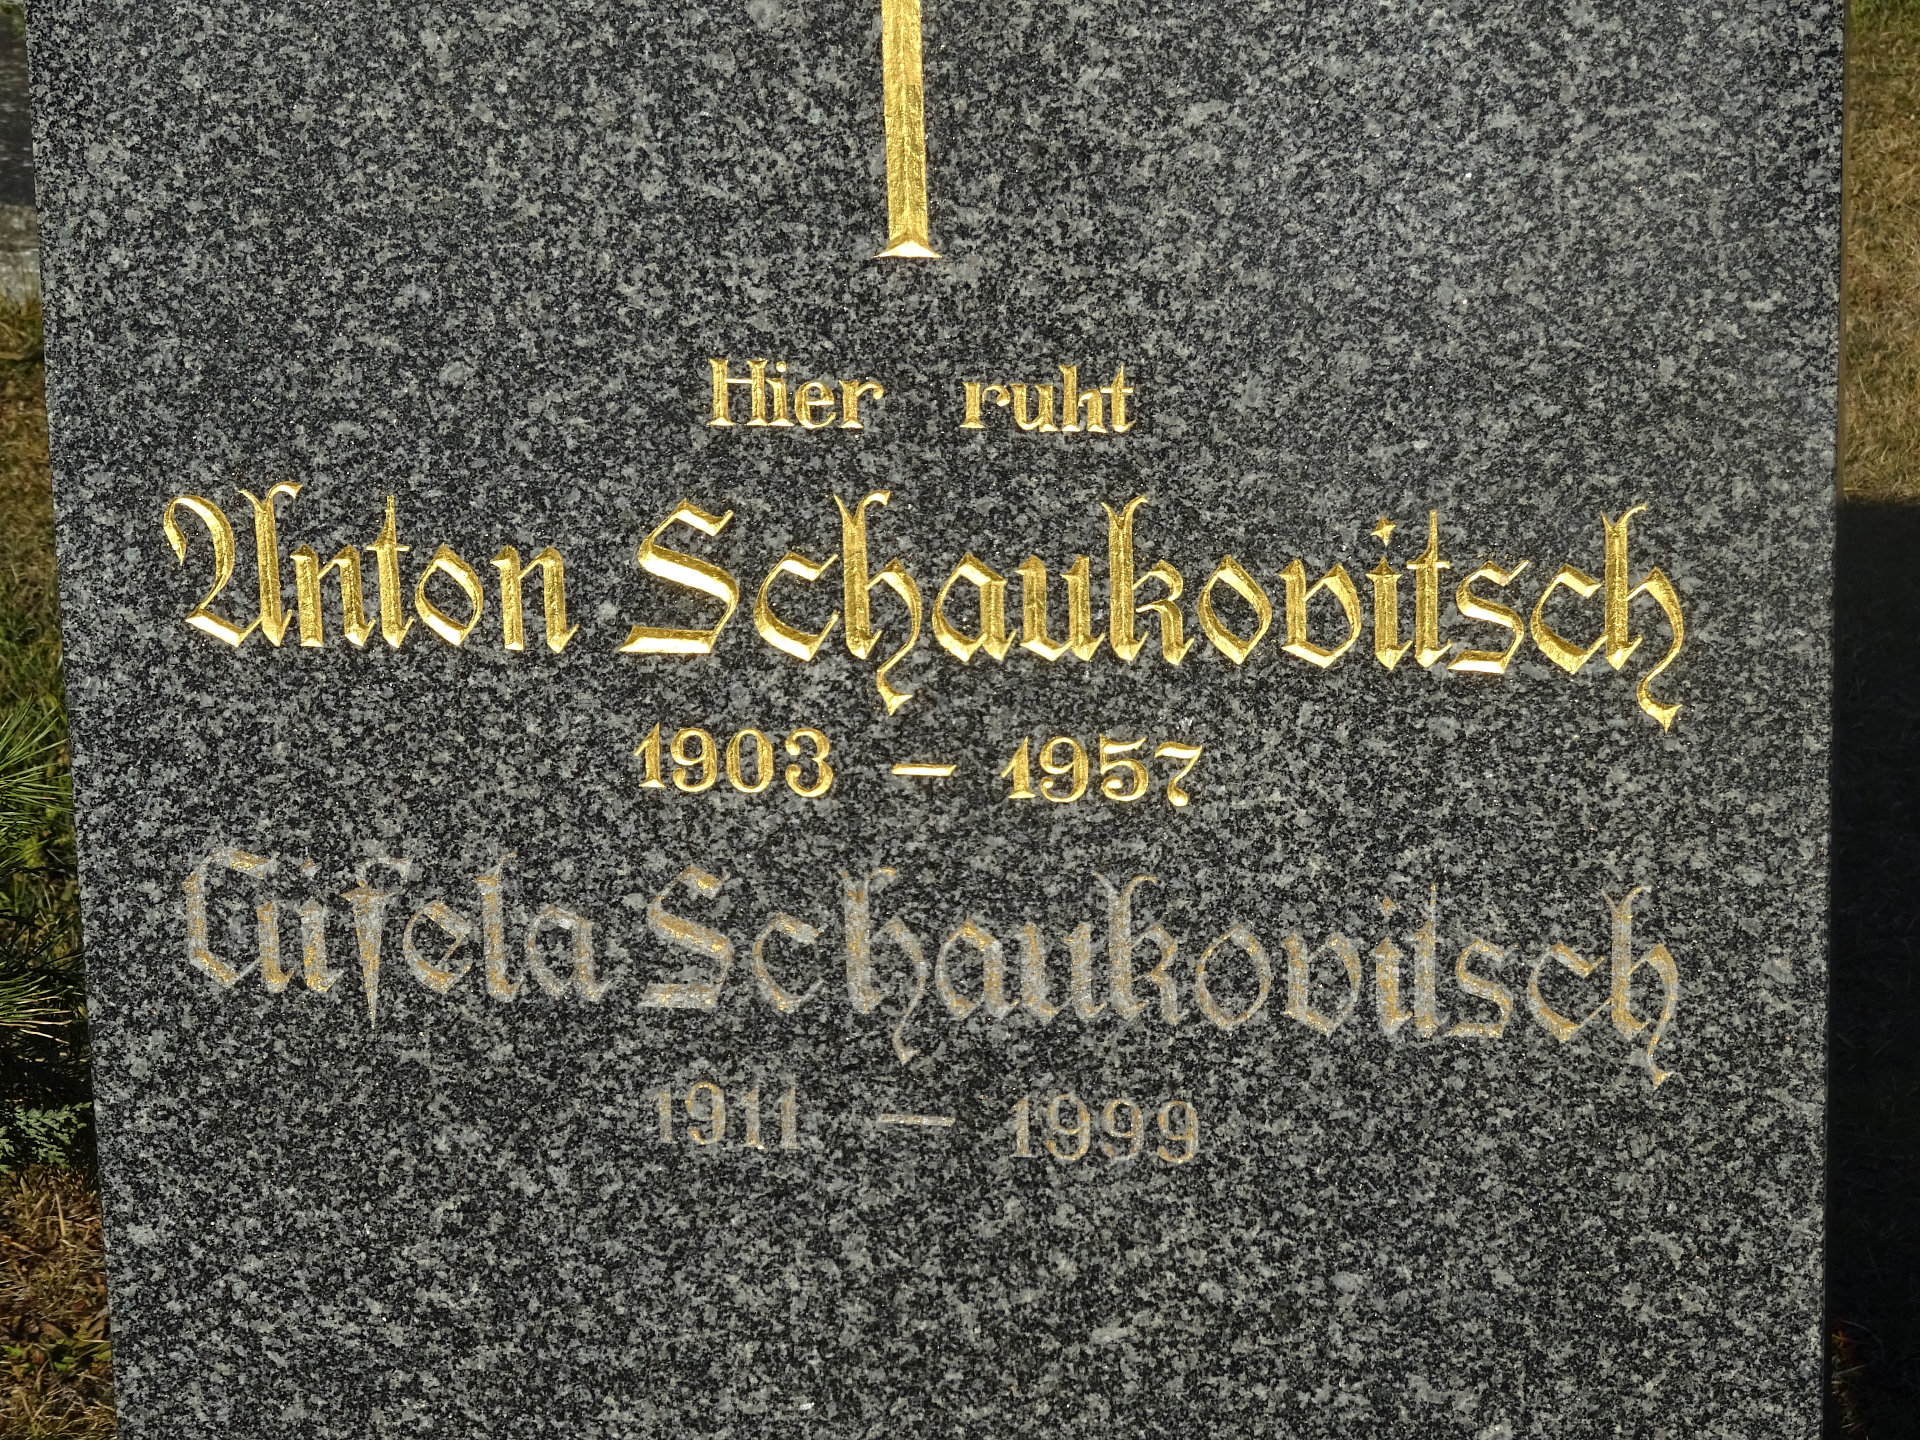 Hier ruht
Anton Schaukovitsch
1903 – 1957
Gisela Schaukovitsch
1911 – 1999